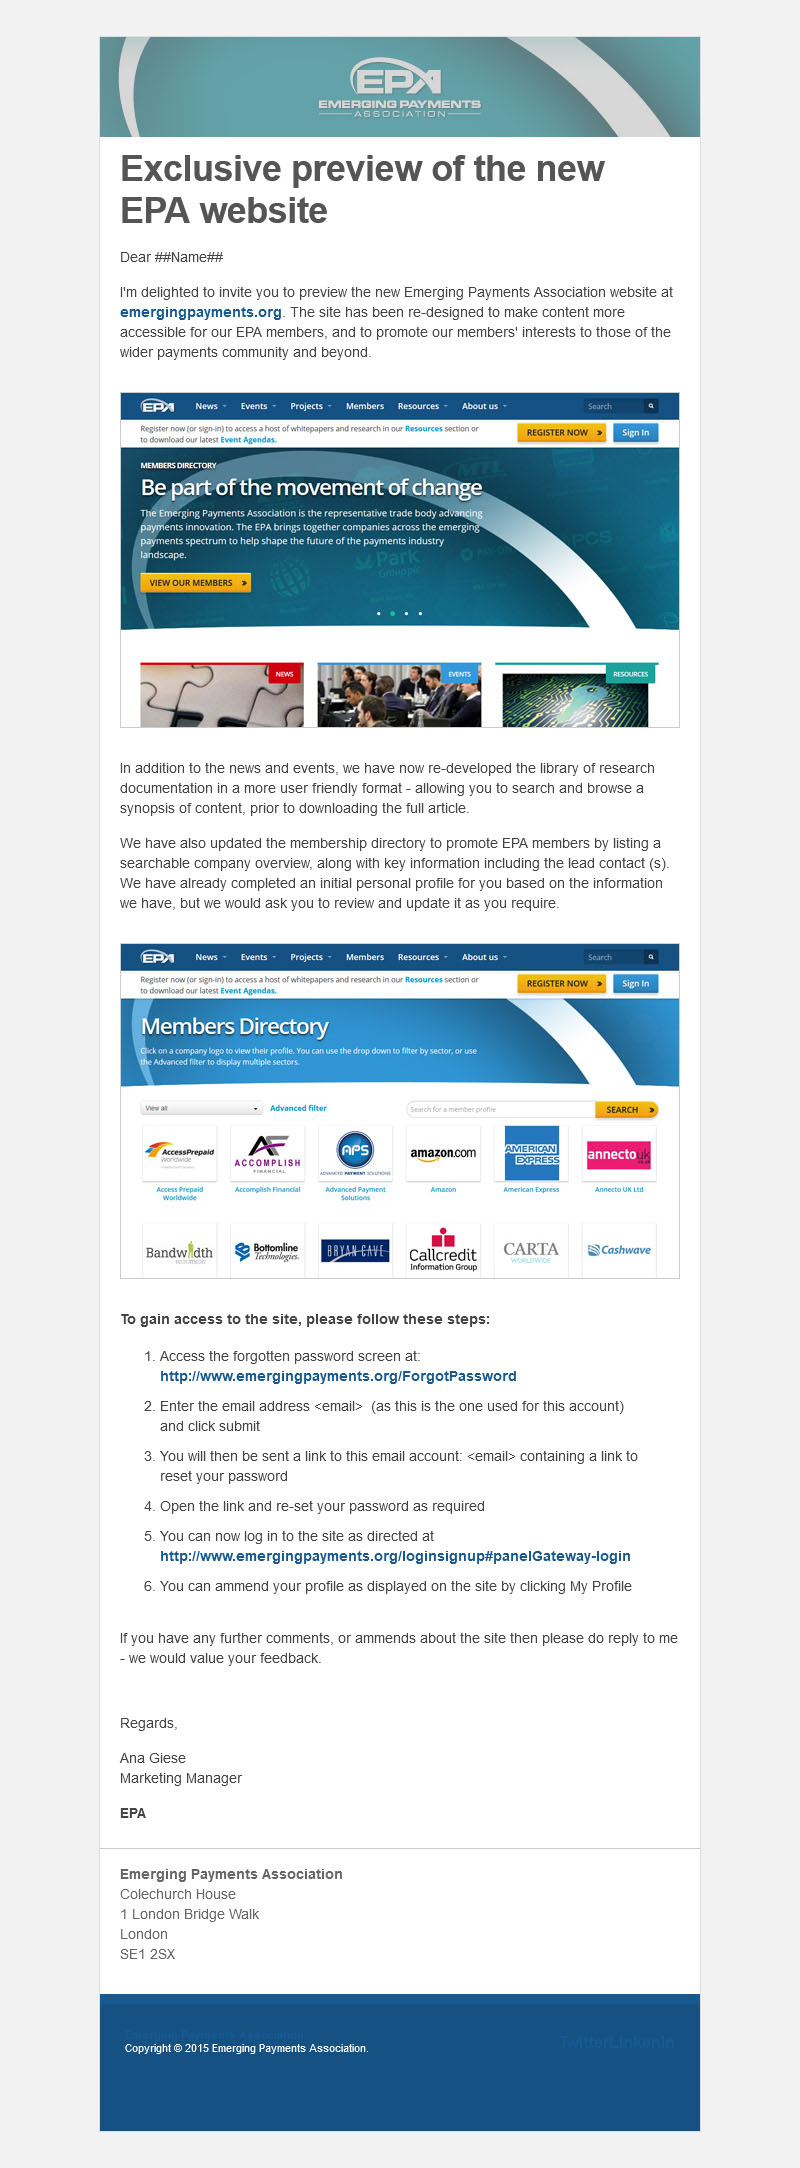 EPA
EMERGING PAYMENTS
ASSOCIATION
Exclusive preview of the new
EPA website
Dear ##Name##
I'm delighted to invite you to preview the new Emerging Payments Association website at
emergingpayments.org. The site has been re-designed to make content more
accessible for our EPA members, and to promote our members' interests to those of the
wider payments community and beyond.
EPA News Events Projects Members Resources About us Search
Register now (or sign-in) to access a host of whitepapers and research in our Resources section or
to download our latest Event Agendas.
REGISTER NOW Sign In
MEMBERS DIRECTORY
Be part of the movement of change
The Emerging Payments Association is the representative trade body advancing
payments innovation. The EPA brings together companies across the emerging
payments spectrum to help shape the future of the payments industry
landscape.
VIEW OUR MEMBERS
MTL
Park
PCS
NEWS EVENTS RESOURCES
In addition to the news and events, we have now re-developed the library of research
documentation in a more user friendly format - allowing you to search and browse a
synopsis of content, prior to downloading the full article.
We have also updated the membership directory to promote EPA members by listing a
searchable company overview, along with key information including the lead contact (s).
We have already completed an initial personal profile for you based on the information
we have, but we would ask you to review and update it as you require.
EPA News Events Projects Members Resources About us Search
Register now (or sign-in) to access a host of whitepapers and research in our Resources section or
to download our latest Event Agendas.
REGISTER NOW Sign In
Members Directory
Click on a company logo to view their profile. You can use the drop down to filter by sector, or use
the Advanced filter to display multiple sectors.
View all Advanced filter Search for a member profile SEARCH
AccessPrepaid
Worldwide
AF
ACCOMPLISH
FINANCIAL
APS
ADVANCED PAYMENT SOLUTIONS
amazon.com
AMERICAN
EXPRESS
annecto uk
Access Prepaid
Worldwide
Accomplish Financial
Advanced Payment
Solutions
Amazon
American Express
Annecto UK Ltd
Bandwidth
RECRUITMENT
Bottomline
Technologies.
BRYAN CAVE
Callcredit
Information Group
CARTA
WORLDWIDE
Cashwave
To gain access to the site, please follow these steps:
1. Access the forgotten password screen at:
http://www.emergingpayments.org/ForgotPassword
2. Enter the email address <email> (as this is the one used for this account)
and click submit
3. You will then be sent a link to this email account: <email> containing a link to
reset your password
4. Open the link and re-set your password as required
5. You can now log in to the site as directed at
http://www.emergingpayments.org/loginsignup#panelGateway-login
6. You can ammend your profile as displayed on the site by clicking My Profile
If you have any further comments, or ammends about the site then please do reply to me
- we would value your feedback.
Regards,
Ana Giese
Marketing Manager
EPA
Emerging Payments Association
Colechurch House
1 London Bridge Walk
London
SE1 2SX
Emerging Payments Association
Copyright © 2015 Emerging Payments Association.
TwitterLinkenin